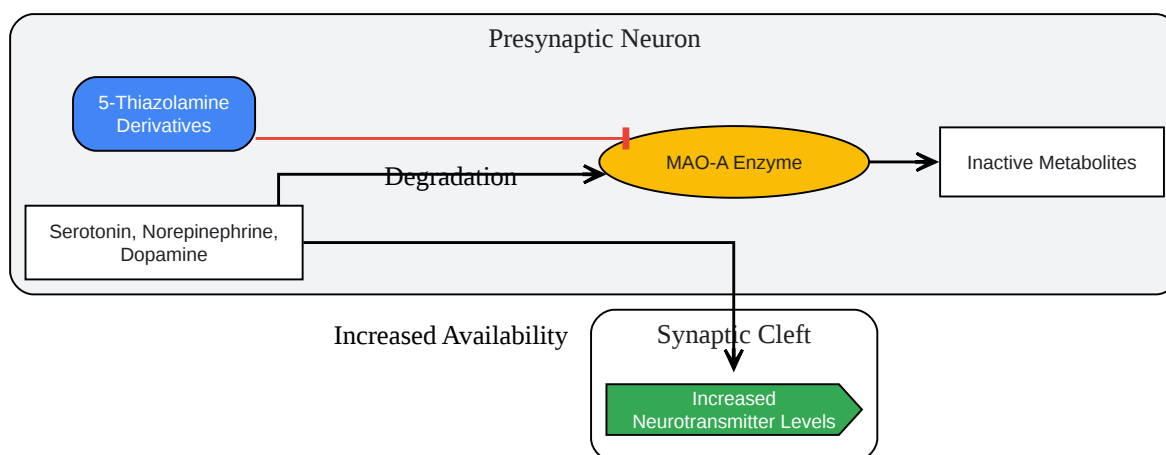 Presynaptic Neuron
5-Thiazolamine
Derivatives
MAO-A Enzyme
Inactive Metabolites
Degradation
Serotonin, Norepinephrine,
Dopamine
Increased Availability
Synaptic Cleft
Increased
Neurotransmitter Levels